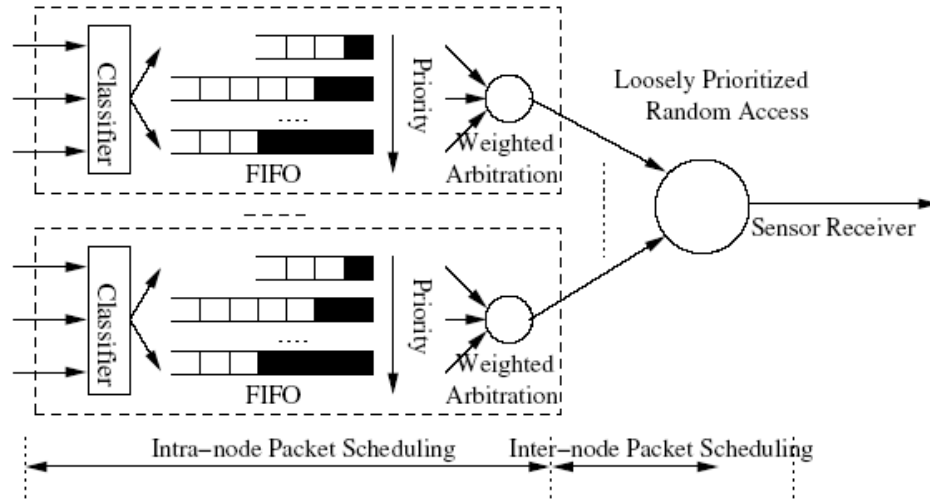 Classifier
FIFO
Priority
Weighted
Arbitration
Loosely Prioritized
Random Access
Sensor Receiver
Classifier
FIFO
Priority
Weighted
Arbitration
Intra-node Packet Scheduling
Inter-node Packet Scheduling